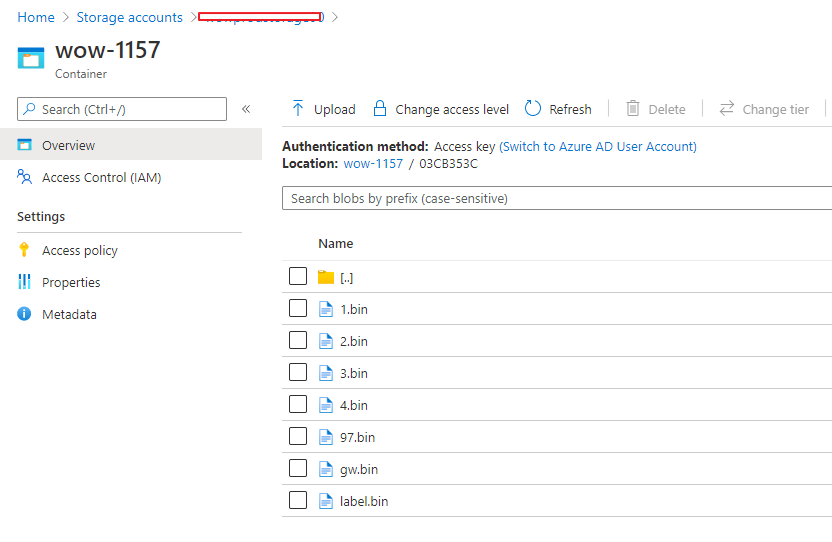 Home > Storage accounts > >
wow-1157
Container
Search (Ctrl+/) «
Upload Change access level Refresh Delete Change tier
Overview
Access Control (IAM)
Settings
Access policy
Properties
Metadata
Authentication method: Access key (Switch to Azure AD User Account)
Location: wow-1157 / 03CB353C
Search blobs by prefix (case-sensitive)
Name
[..]
1.bin
2.bin
3.bin
4.bin
97.bin
gw.bin
label.bin